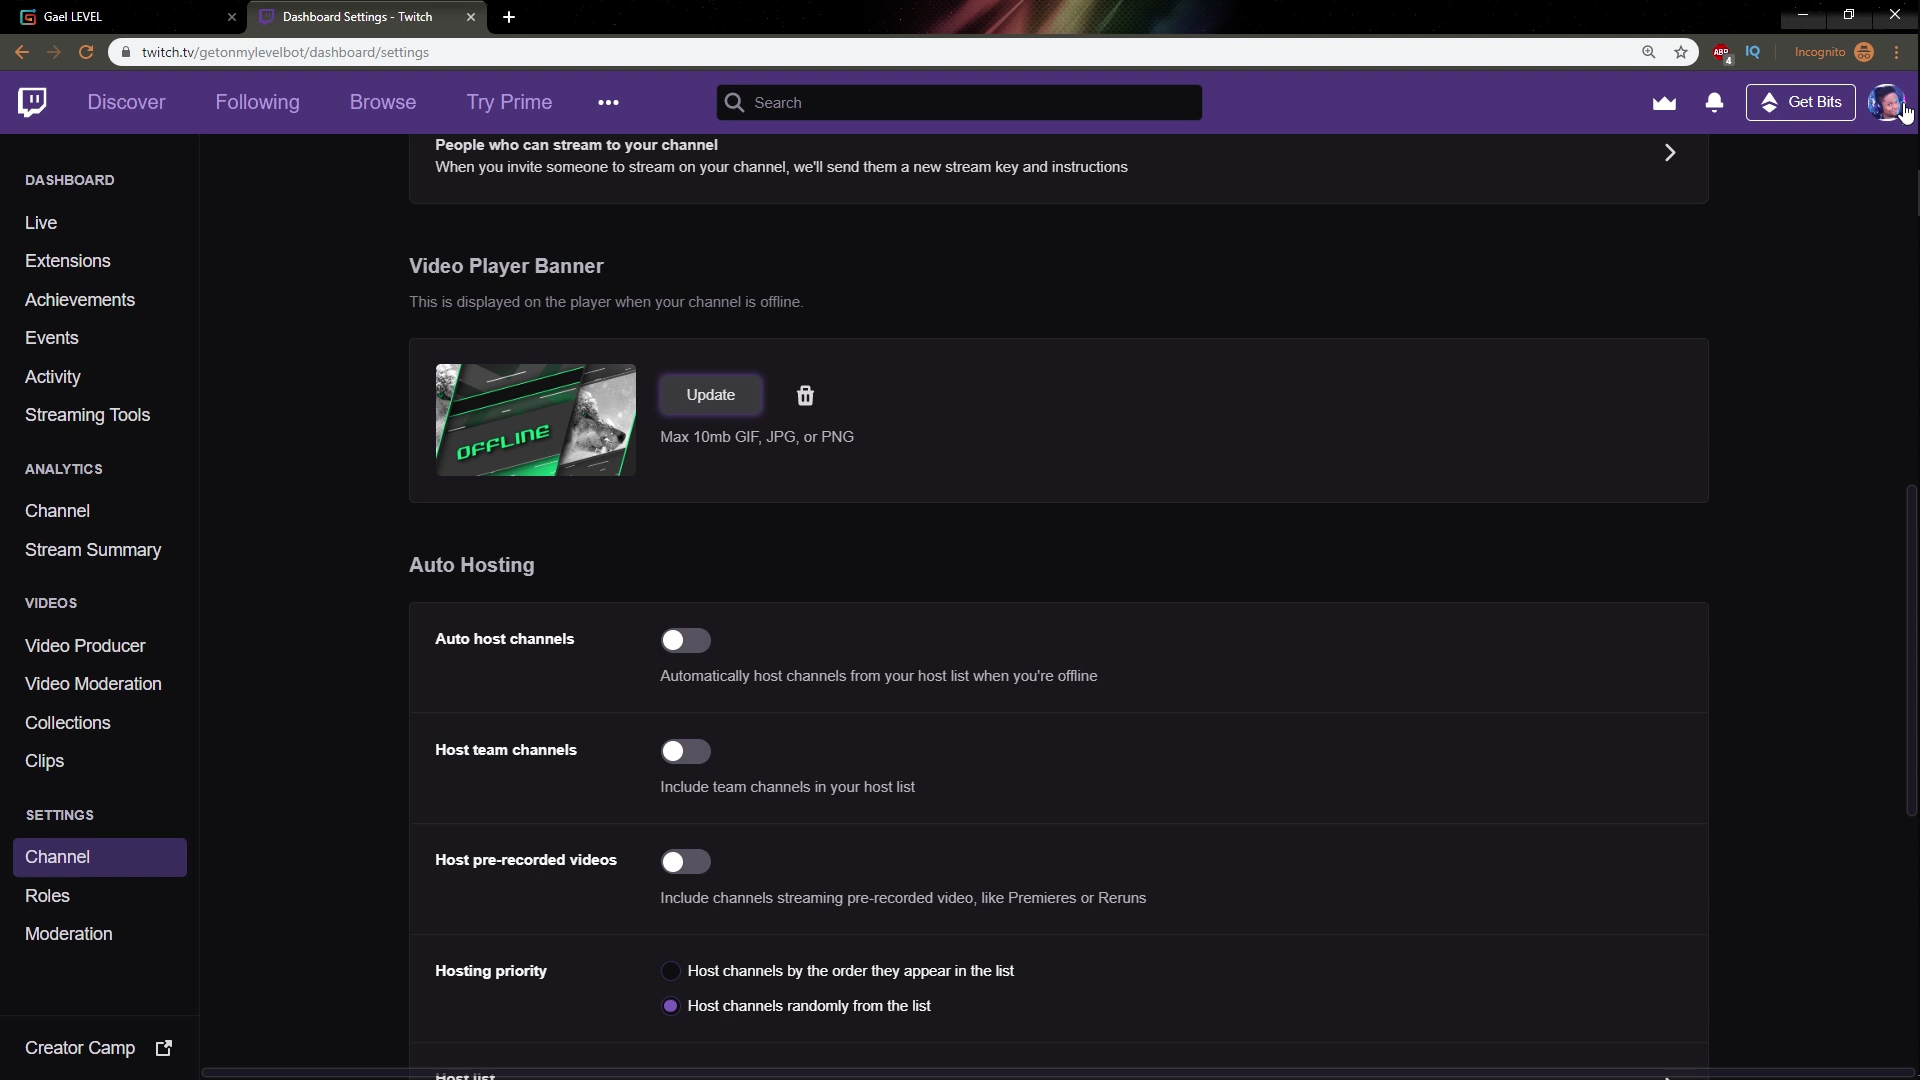 Gael LEVEL
Dashboard Settings - Twitch
twitch.tv/getonmylevelbot/dashboard/settings
ABP
4
IQ
Incognito
Discover
Following
Browse
Try Prime
Search
Get Bits
DASHBOARD
Live
Extensions
Achievements
Events
Activity
Streaming Tools
ANALYTICS
Channel
Stream Summary
VIDEOS
Video Producer
Video Moderation
Collections
Clips
SETTINGS
Channel
Roles
Moderation
Creator Camp
People who can stream to your channel
When you invite someone to stream on your channel, we'll send them a new stream key and instructions
Video Player Banner
This is displayed on the player when your channel is offline.
OFFLINE
Update
Max 10mb GIF, JPG, or PNG
Auto Hosting
Auto host channels
Automatically host channels from your host list when you're offline
Host team channels
Include team channels in your host list
Host pre-recorded videos
Include channels streaming pre-recorded video, like Premieres or Reruns
Hosting priority
Host channels by the order they appear in the list
Host channels randomly from the list
Host list